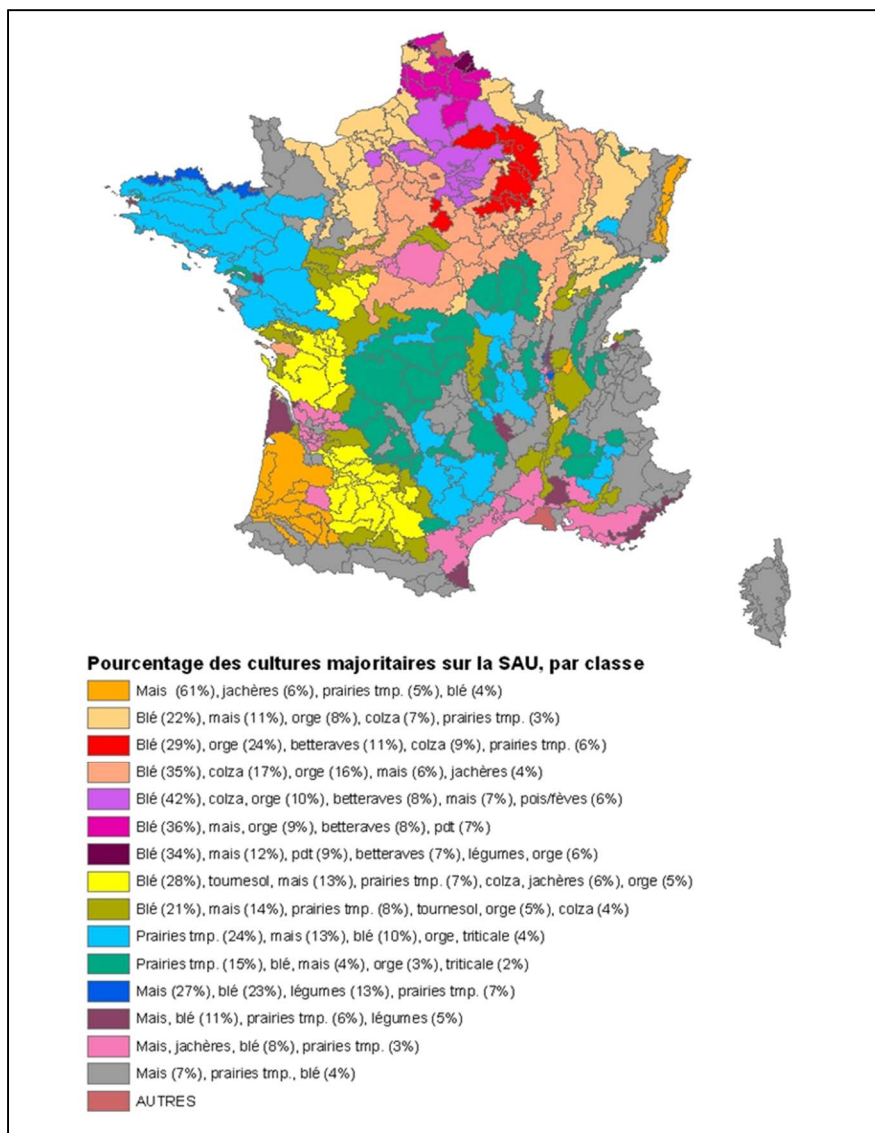 Pourcentage des cultures majoritaires sur la SAU, par classe
Mais (61%), jachères (6%), prairies tmp. (5%), blé (4%)
Blé (22%), mais (11%), orge (8%), colza (7%), prairies tmp. (3%)
Blé (29%), orge (24%), betteraves (11%), colza (9%), prairies tmp. (6%)
Blé (35%), colza (17%), orge (16%), mais (6%), jachères (4%)
Blé (42%), colza, orge (10%), betteraves (8%), mais (7%), pois/fèves (6%)
Blé (36%), mais, orge (9%), betteraves (8%), pdt (7%)
Blé (34%), mais (12%), pdt (9%), betteraves (7%), légumes, orge (6%)
Blé (28%), tournesol, mais (13%), prairies tmp. (7%), colza, jachères (6%), orge (5%)
Blé (21%), mais (14%), prairies tmp. (8%), tournesol, orge (5%), colza (4%)
Prairies tmp. (24%), mais (13%), blé (10%), orge, triticale (4%)
Prairies tmp. (15%), blé, mais (4%), orge (3%), triticale (2%)
Mais (27%), blé (23%), légumes (13%), prairies tmp. (7%)
Mais, blé (11%), prairies tmp. (6%), légumes (5%)
Mais, jachères, blé (8%), prairies tmp. (3%)
Mais (7%), prairies tmp., blé (4%)
AUTRES